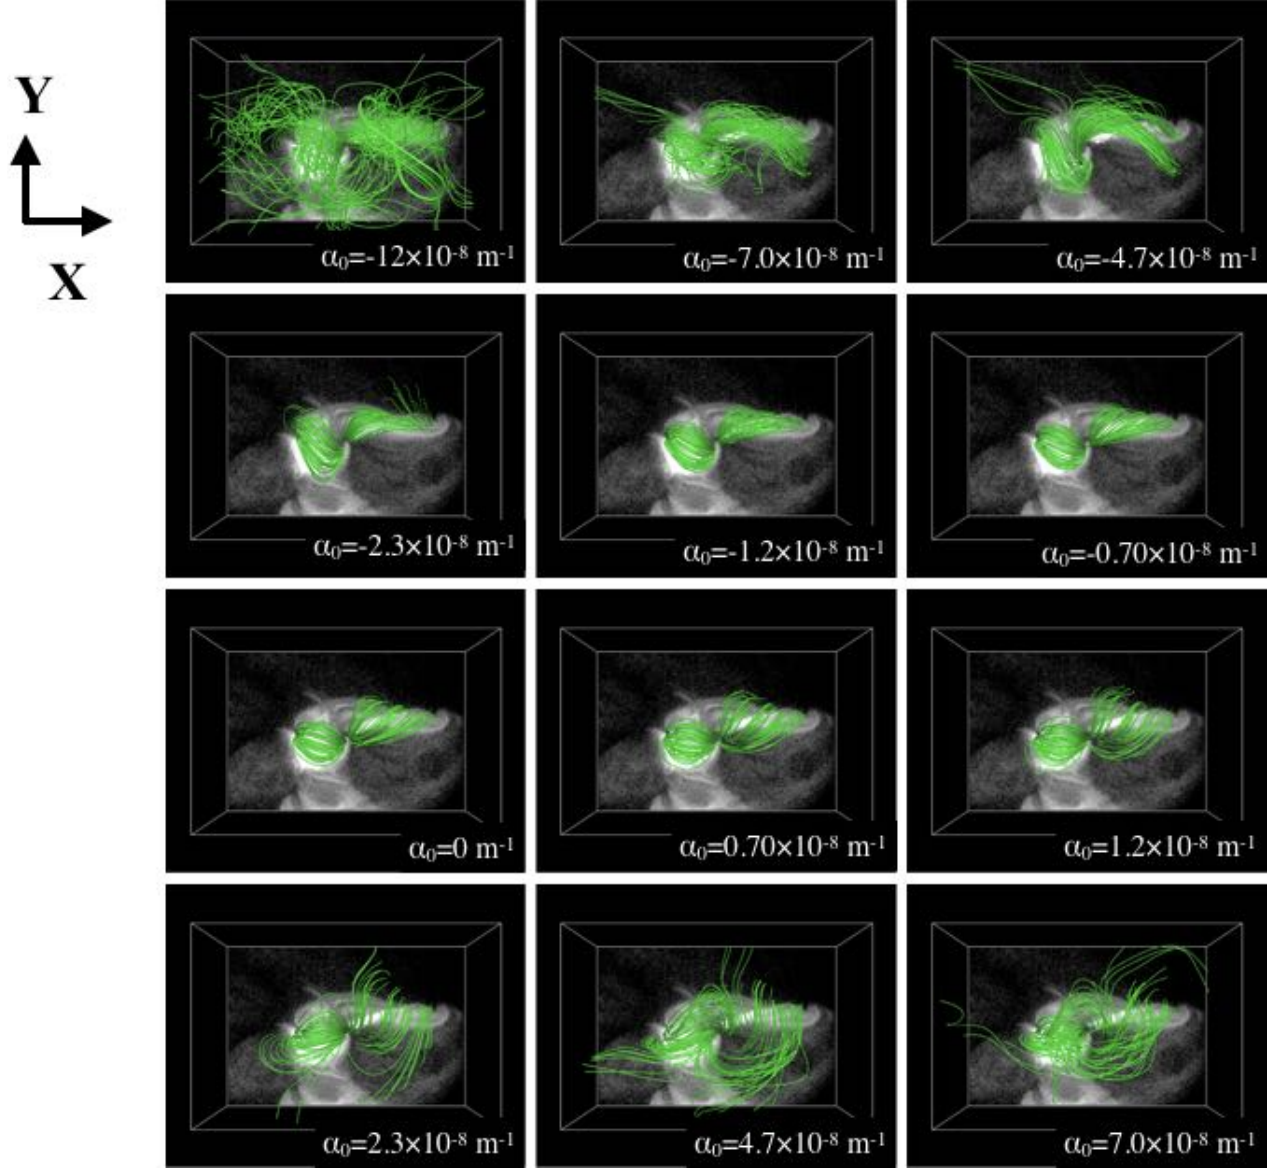 Y
X
α₀=-12×10⁻⁸ m⁻¹
α₀=-7.0×10⁻⁸ m⁻¹
α₀=-4.7×10⁻⁸ m⁻¹
α₀=-2.3×10⁻⁸ m⁻¹
α₀=-1.2×10⁻⁸ m⁻¹
α₀=-0.70×10⁻⁸ m⁻¹
α₀=0 m⁻¹
α₀=0.70×10⁻⁸ m⁻¹
α₀=1.2×10⁻⁸ m⁻¹
α₀=2.3×10⁻⁸ m⁻¹
α₀=4.7×10⁻⁸ m⁻¹
α₀=7.0×10⁻⁸ m⁻¹